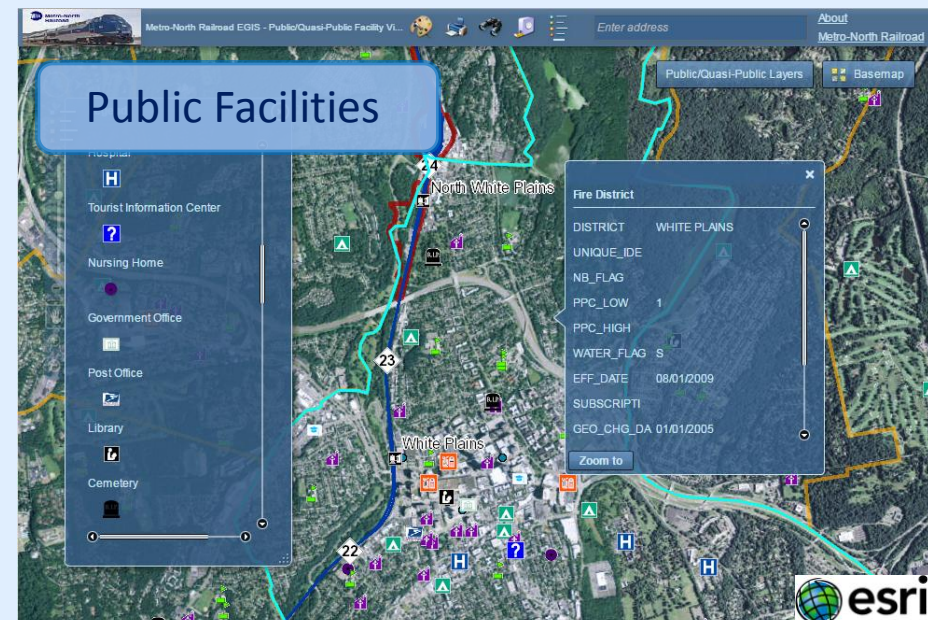 Metro-North
Railroad
Metro-North Railroad EGIS - Public/Quasi-Public Facility Vi...
Enter address
About
Metro-North Railroad
Public/Quasi-Public Layers
Basemap
Public Facilities
Hospital
H
Tourist Information Center
?
Nursing Home
Government Office
Post Office
Library
Cemetery
R.I.P.
24
North White Plains
23
White Plains
22
H
H
H
?
Fire District
DISTRICT WHITE PLAINS
UNIQUE_IDE
NB_FLAG
PPC_LOW 1
PPC_HIGH
WATER_FLAG S
EFF_DATE 08/01/2009
SUBSCRIPTI
GEO_CHG_DA 01/01/2005
Zoom to
esri